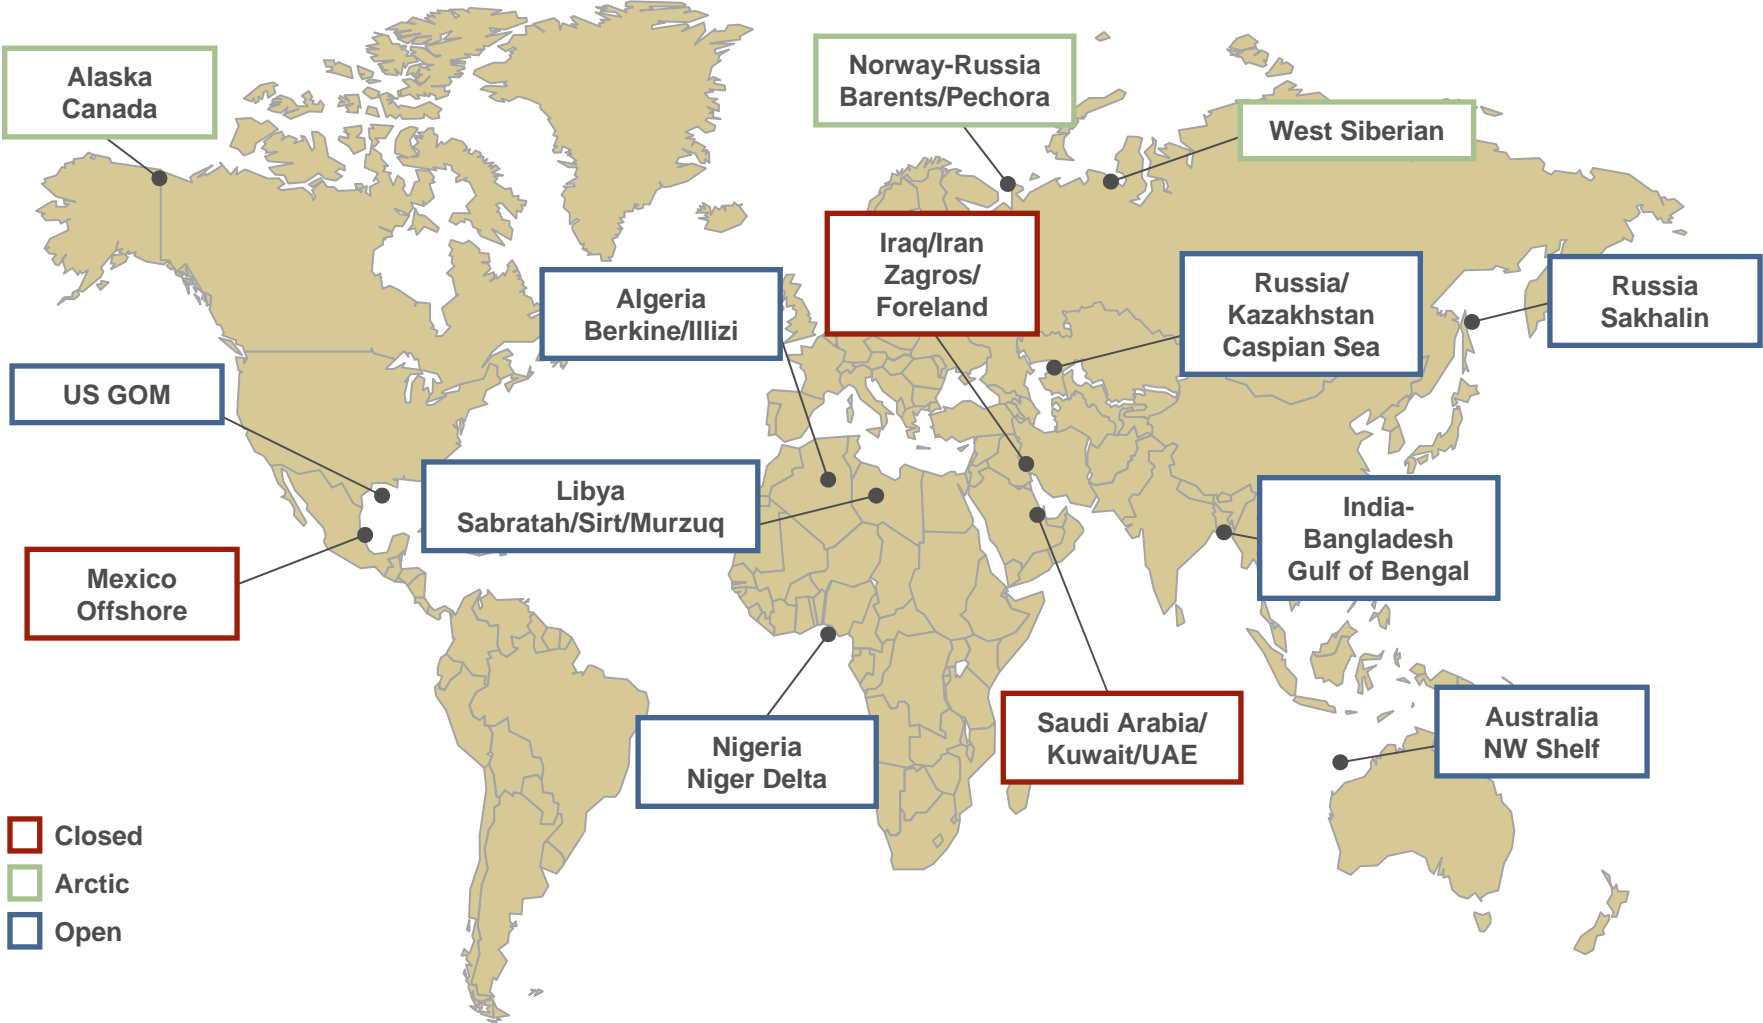 Alaska
Canada
Norway-Russia
Barents/Pechora
West Siberian
Iraq/Iran
Zagros/
Foreland
Russia/
Kazakhstan
Caspian Sea
Russia
Sakhalin
Algeria
Berkine/Illizi
US GOM
Libya
Sabratah/Sirt/Murzuq
India-
Bangladesh
Gulf of Bengal
Mexico
Offshore
Nigeria
Niger Delta
Saudi Arabia/
Kuwait/UAE
Australia
NW Shelf
Closed
Arctic
Open